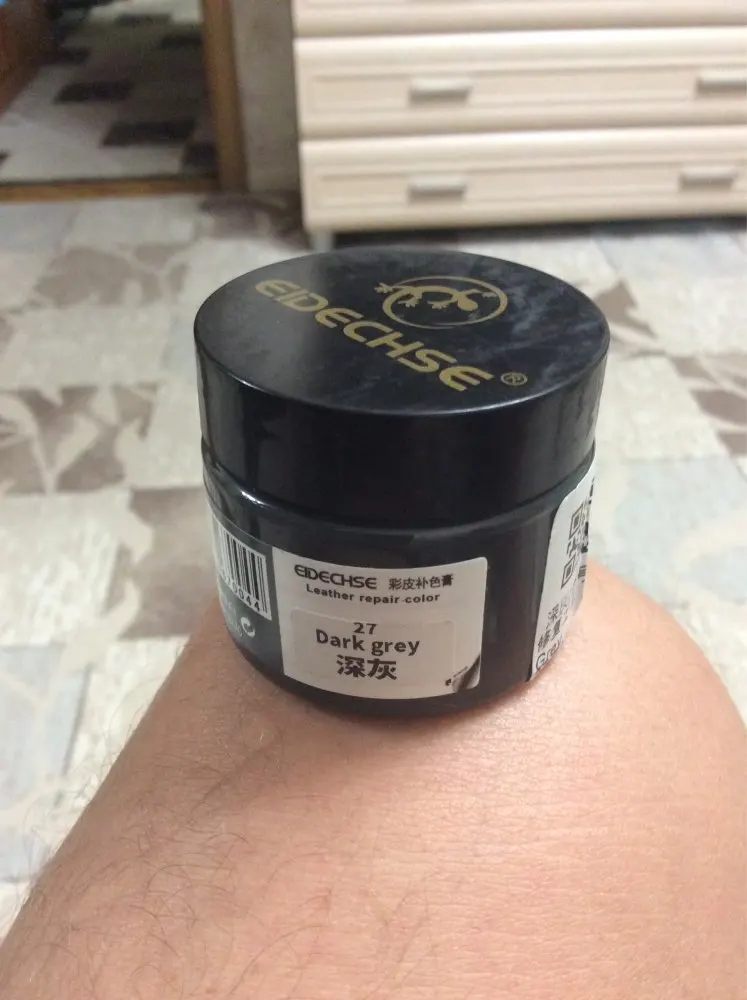 EIDECHSE ®
EIDECHSE 彩皮补色膏
Leather repair color
27
Dark grey
深灰